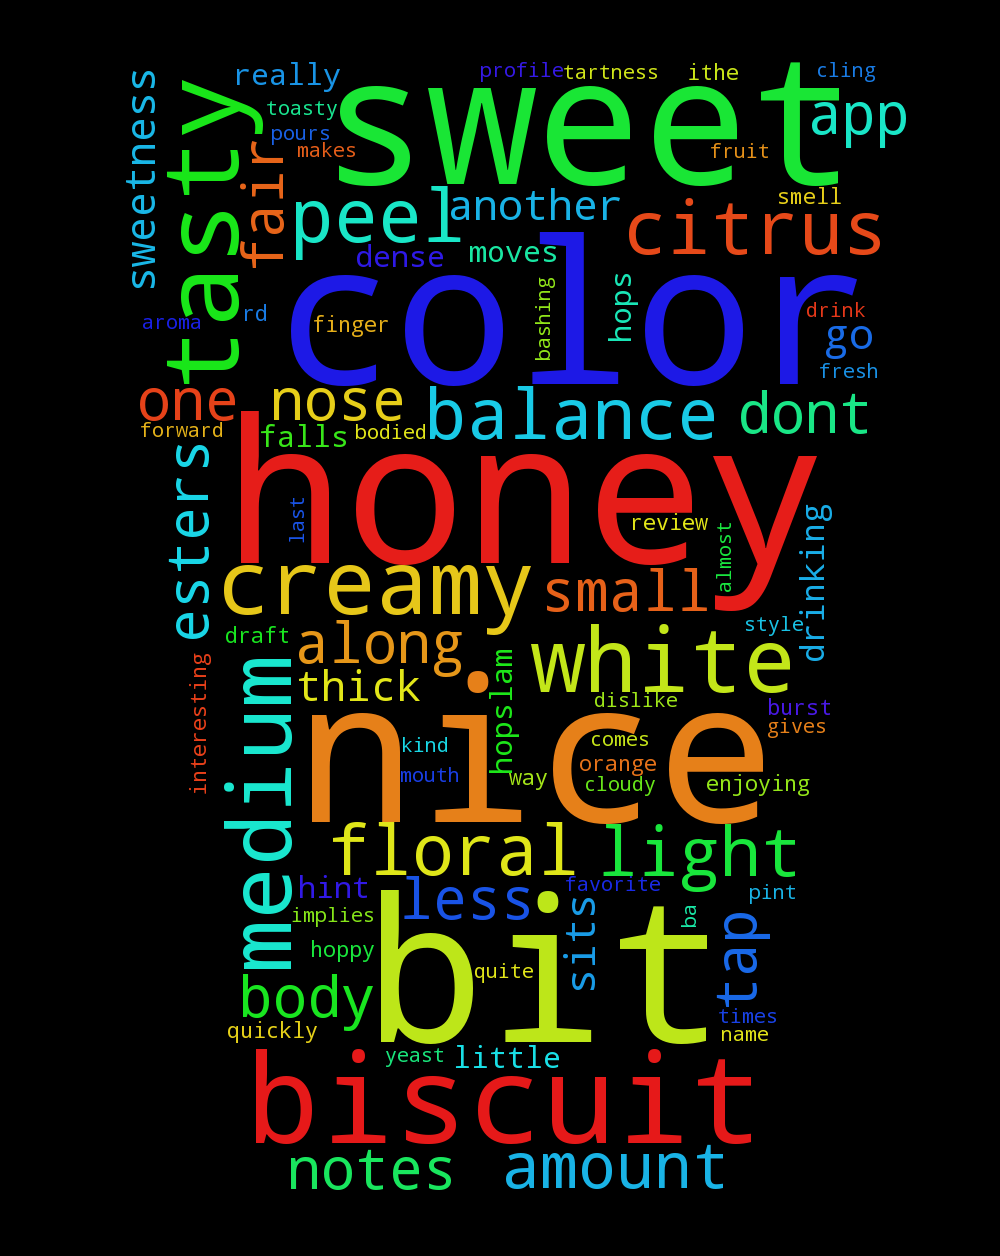 profile tartness ithe cling
really
sweet
sweetness
tasty
toasty
app
pours
makes
fair
fruit
peel another
smell
citrus
dense moves
color
bashing
hops
aroma rd finger
drink
go
fresh
one nose balance dont
forward falls bodied
honey
esters
last
review
almost
drinking
creamy small
draft along
style
white
interesting
medium
thick
hopslam
dislike
burst
gives
nice
kind
comes
mouth
orange
way cloudy enjoying
floral light
hint less favorite pint
implies
bit
sits
ba
tap
hoppy
quite
body
times
quickly
name
yeast little
biscuit
notes amount